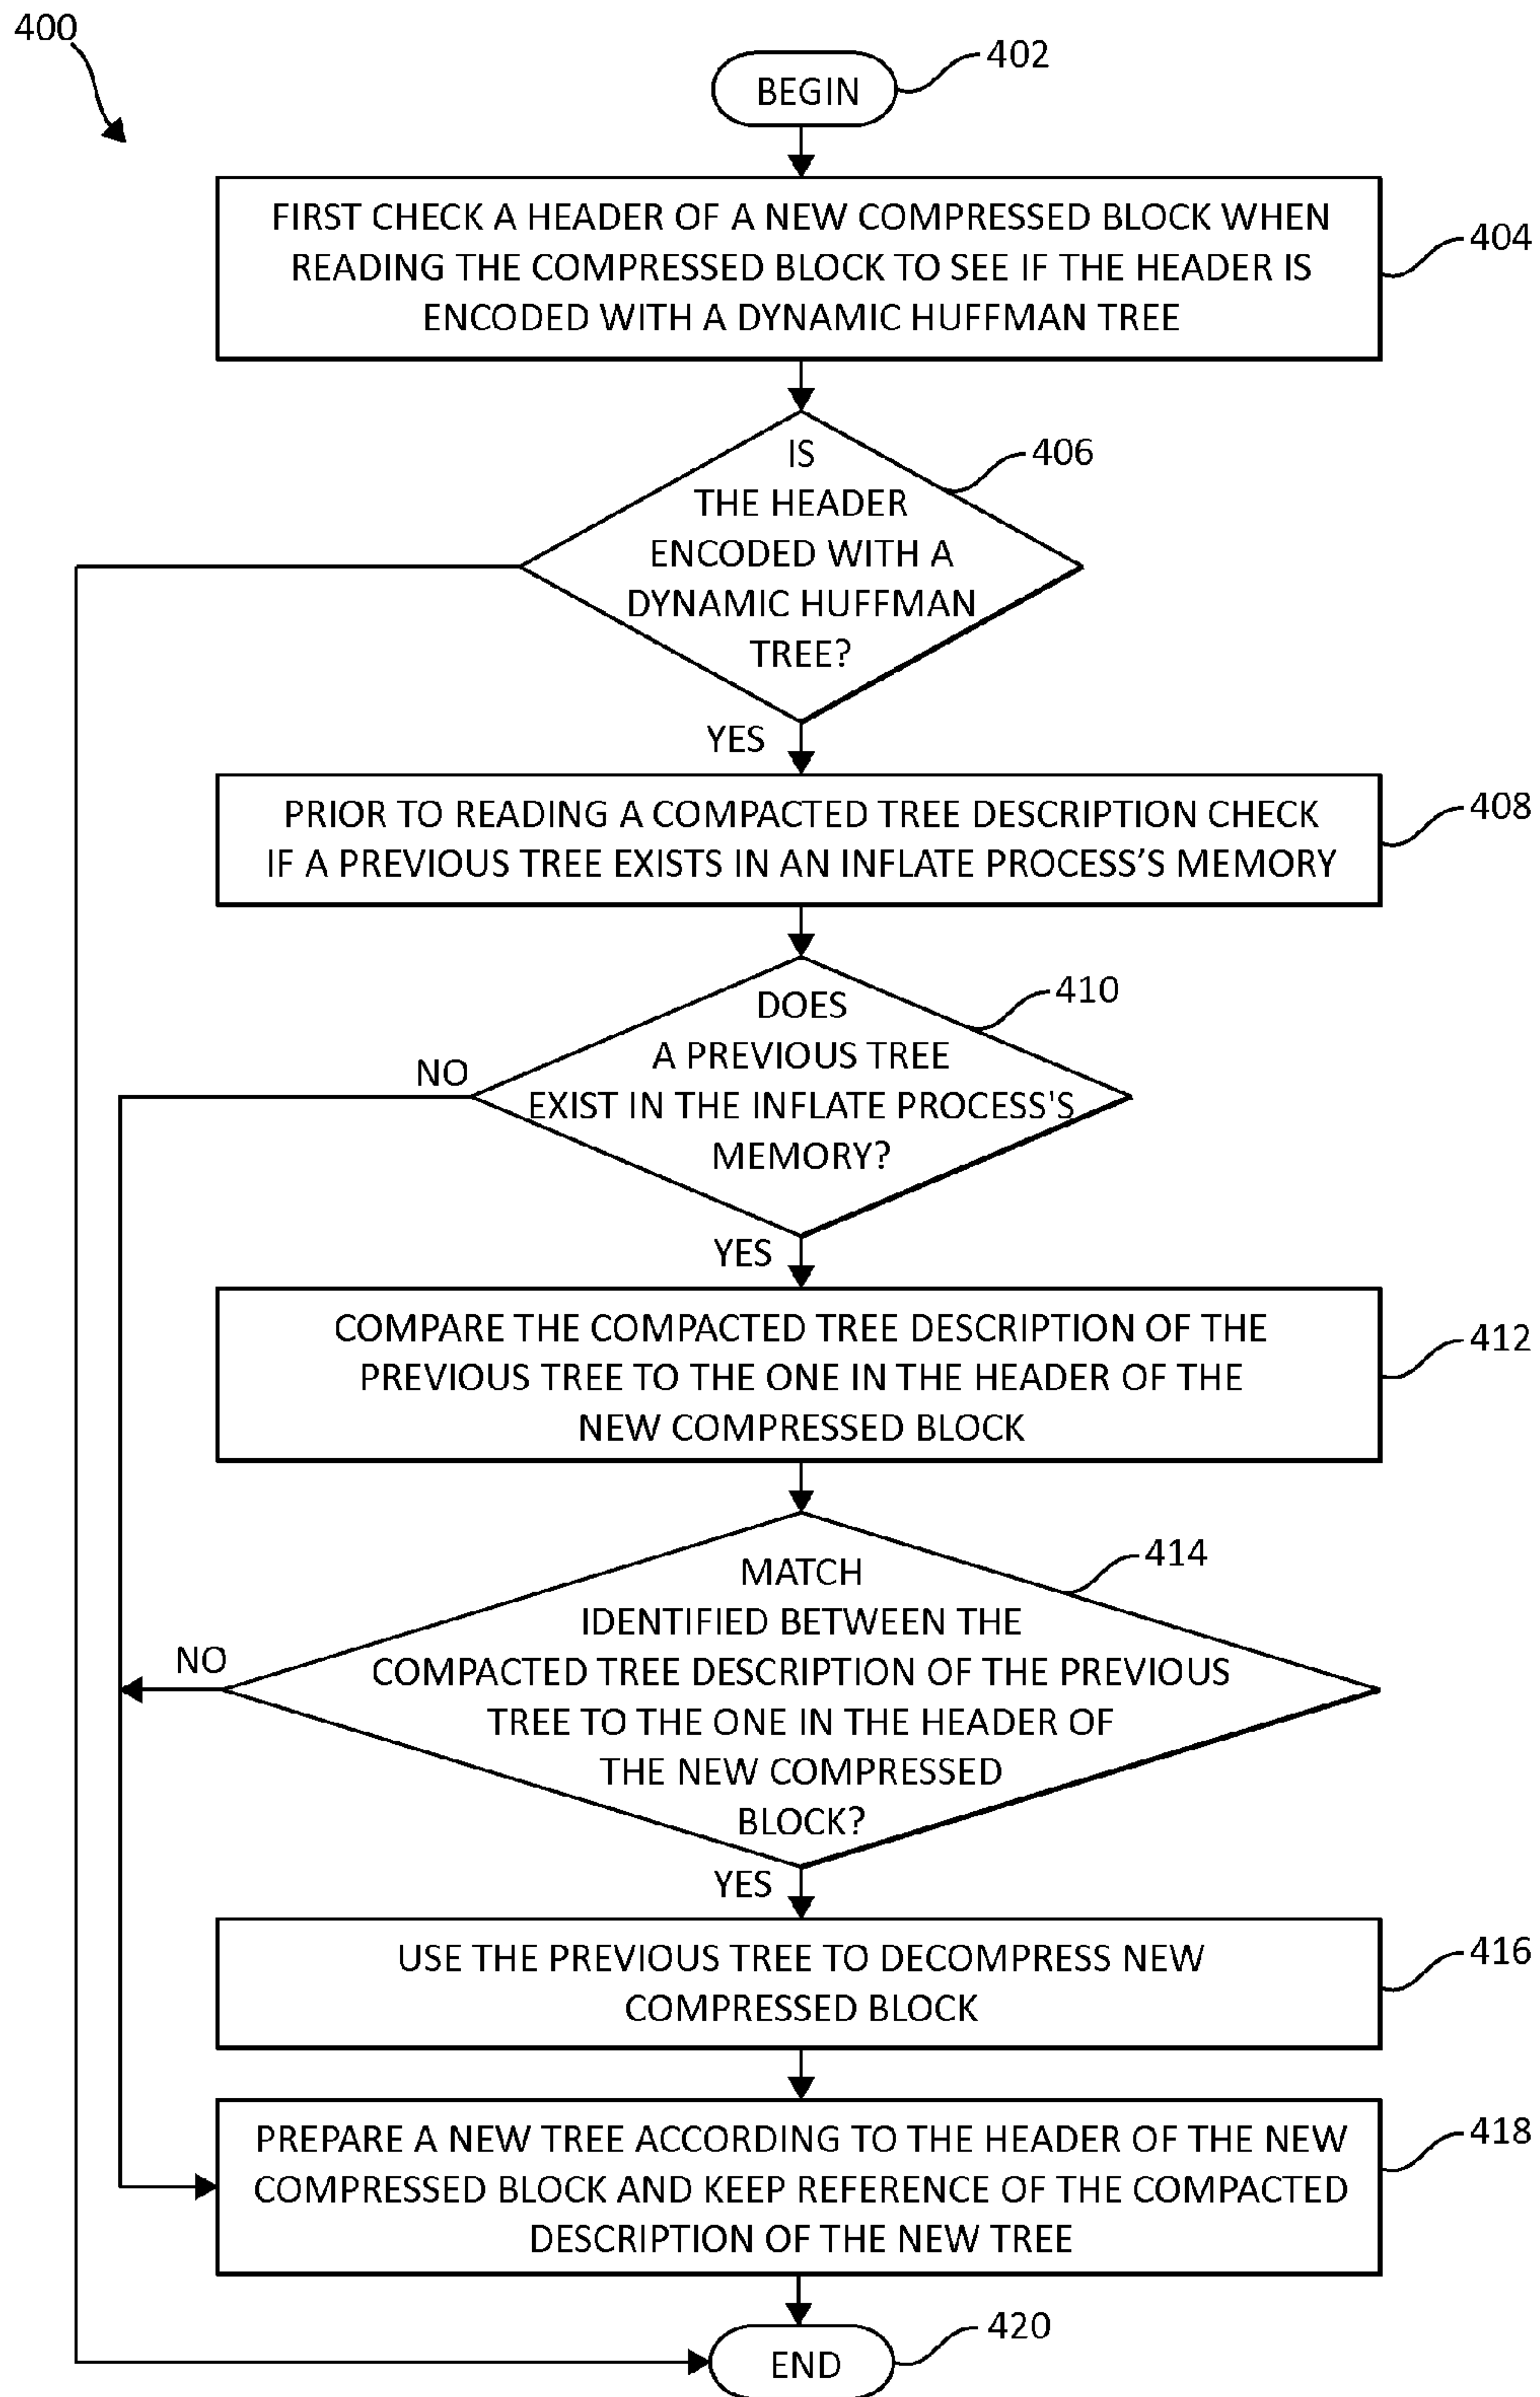 400
BEGIN
402
FIRST CHECK A HEADER OF A NEW COMPRESSED BLOCK WHEN
READING THE COMPRESSED BLOCK TO SEE IF THE HEADER IS
ENCODED WITH A DYNAMIC HUFFMAN TREE
404
IS
THE HEADER
ENCODED WITH A
DYNAMIC HUFFMAN
TREE?
406
YES
PRIOR TO READING A COMPACTED TREE DESCRIPTION CHECK
IF A PREVIOUS TREE EXISTS IN AN INFLATE PROCESS’S MEMORY
408
DOES
A PREVIOUS TREE
EXIST IN THE INFLATE PROCESS'S
MEMORY?
410
NO
YES
COMPARE THE COMPACTED TREE DESCRIPTION OF THE
PREVIOUS TREE TO THE ONE IN THE HEADER OF THE
NEW COMPRESSED BLOCK
412
MATCH
IDENTIFIED BETWEEN THE
COMPACTED TREE DESCRIPTION OF THE PREVIOUS
TREE TO THE ONE IN THE HEADER OF
THE NEW COMPRESSED
BLOCK?
414
NO
YES
USE THE PREVIOUS TREE TO DECOMPRESS NEW
COMPRESSED BLOCK
416
PREPARE A NEW TREE ACCORDING TO THE HEADER OF THE NEW
COMPRESSED BLOCK AND KEEP REFERENCE OF THE COMPACTED
DESCRIPTION OF THE NEW TREE
418
END
420